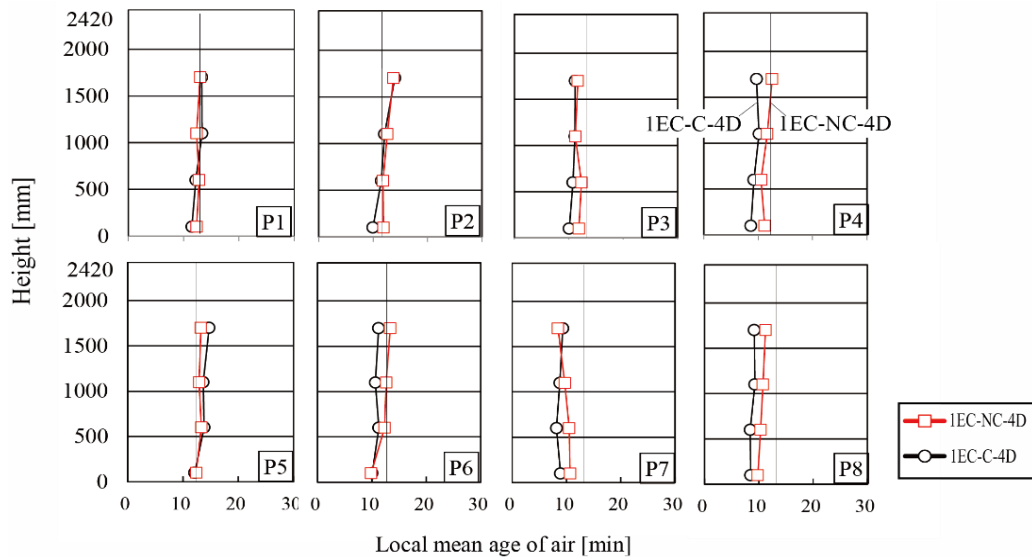 2420
2000
1500
1000
500
0
P1
P2
P3
1EC-C-4D
1EC-NC-4D
P4
Height [mm]
2420
2000
1500
1000
500
0
P5
P6
P7
P8
0 10 20 30 0 10 20 30 0 10 20 30 0 10 20 30
Local mean age of air [min]
1EC-NC-4D
1EC-C-4D